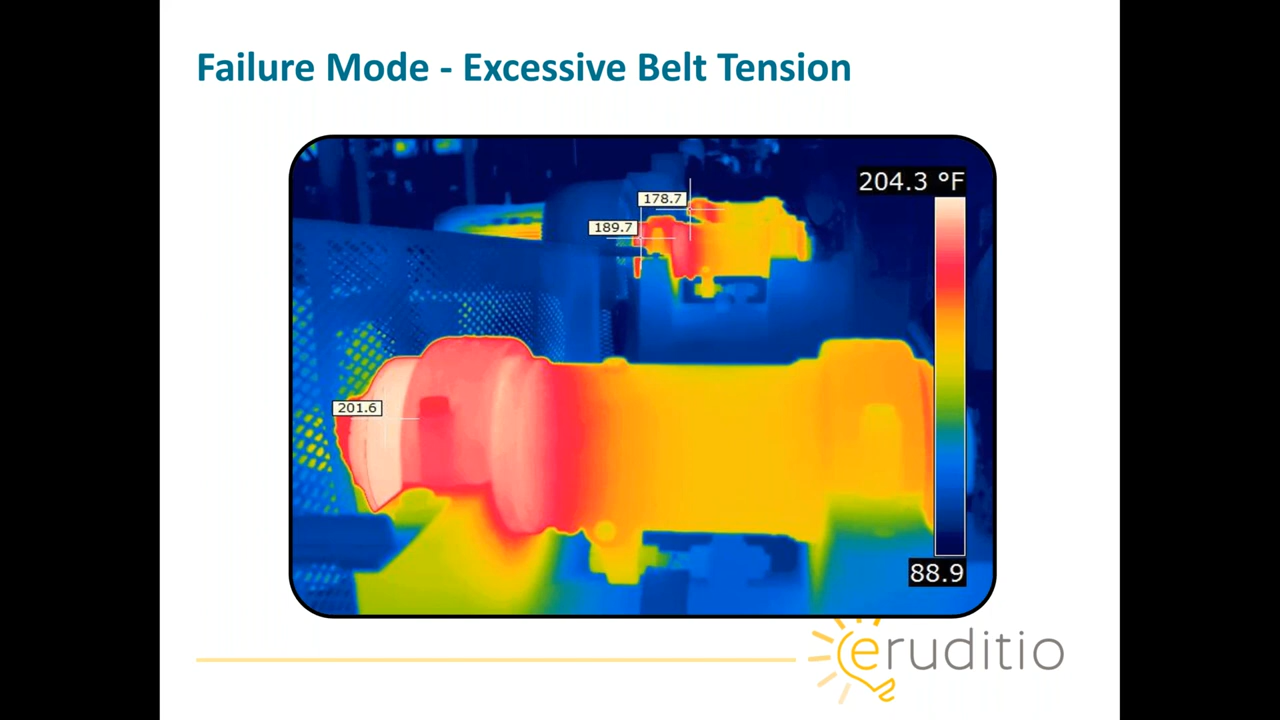 Failure Mode - Excessive Belt Tension
204.3 °F
178.7
189.7
201.6
88.9
eruditio